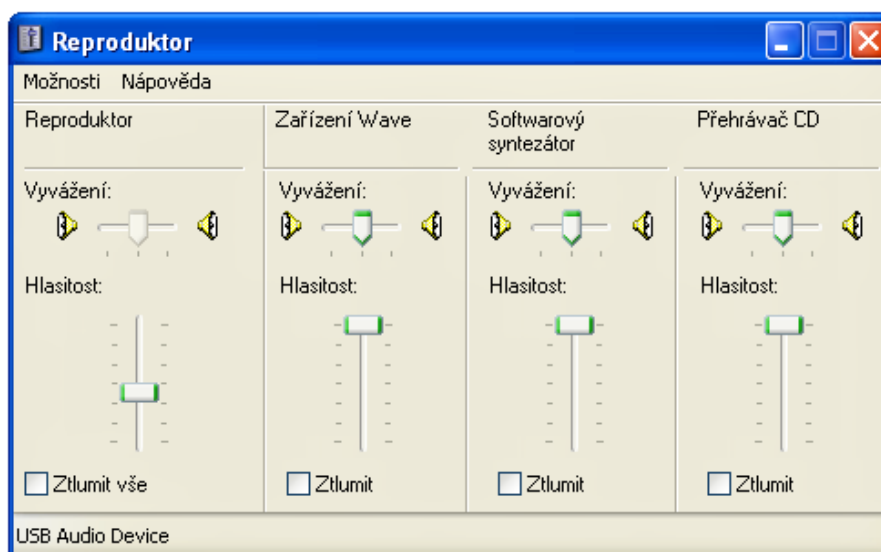 Reproduktor
Možnosti Nápověda
Reproduktor
Vyvážení:
Hlasitost:
Ztlumit vše
Zařízení Wave
Vyvážení:
Hlasitost:
Ztlumit
Softwarový
syntezátor
Vyvážení:
Hlasitost:
Ztlumit
Přehrávač CD
Vyvážení:
Hlasitost:
Ztlumit
USB Audio Device